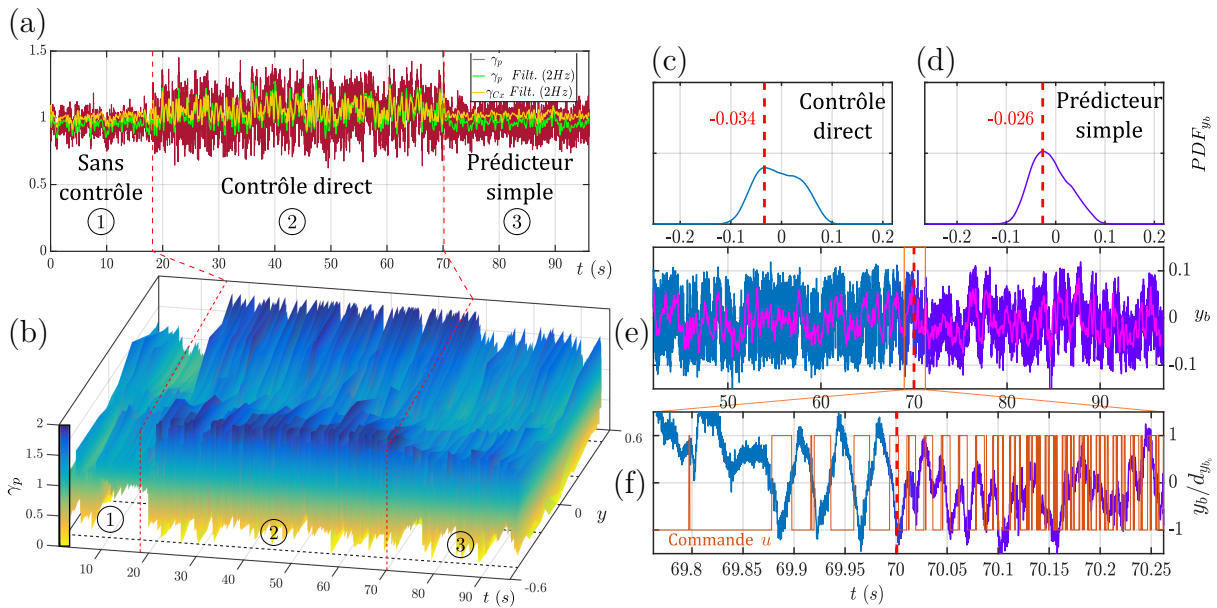 (a)
1.5
1
0.5
0
γp
γp Filt. (2Hz)
γCx Filt. (2Hz)
Sans contrôle
1
Contrôle direct
2
Prédicteur simple
3
0 10 20 30 40 50 60 70 80 90 t (s)
(b)
2
1.5
1
0.5
0
γp
1
2
3
10 20 30 40 50 60 70 80 90 t (s)
-0.6
0
0.6
y
(c)
-0.034
Contrôle direct
-0.2 -0.1 0 0.1 0.2
(d)
-0.026
Prédicteur simple
-0.2 -0.1 0 0.1 0.2
PDFyb
(e)
0.1
0
-0.1
yb
50 60 70 80 90
(f)
Commande u
1
0
-1
yb/dyb0
69.8 69.85 69.9 69.95 70 70.05 70.1 70.15 70.2 70.25
t (s)